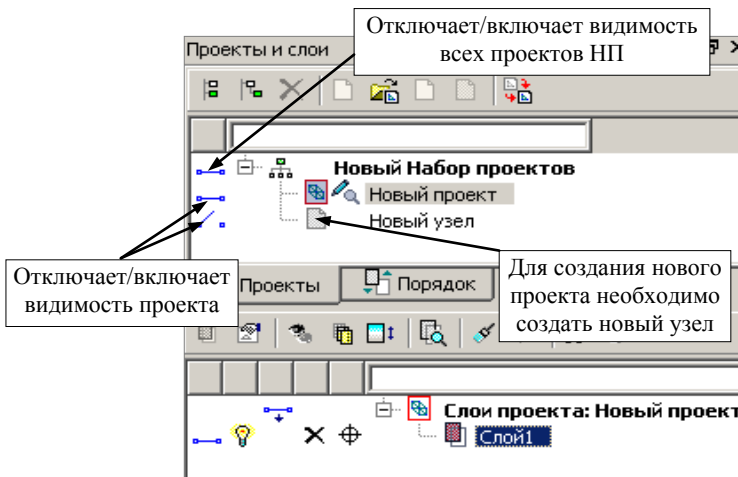 Отключает/включает видимость
всех проектов НП
Проекты и слои
Новый Набор проектов
Новый проект
Новый узел
Отключает/включает
видимость проекта
Для создания нового
проекта необходимо
создать новый узел
Проекты
Порядок
Слои проекта: Новый проект
Слой1